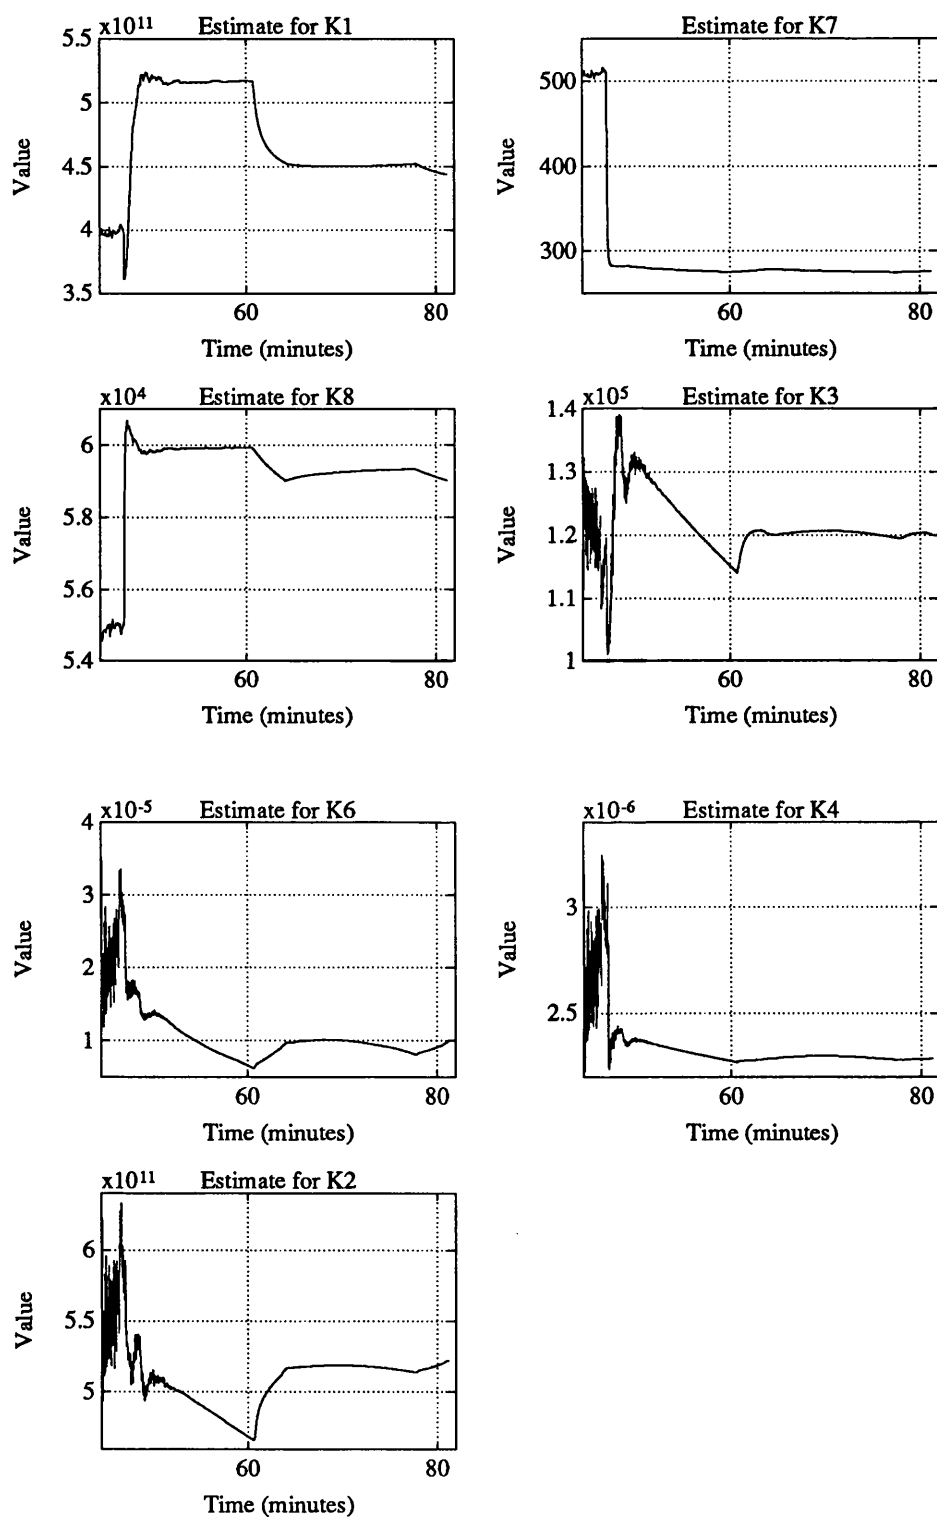 x10¹¹ Estimate for K1
5.5
5
4.5
4
3.5
Value
60 80
Time (minutes)
Estimate for K7
500
400
300
Value
60 80
Time (minutes)
x10⁴ Estimate for K8
6
5.8
5.6
5.4
Value
60 80
Time (minutes)
x10⁵ Estimate for K3
1.4
1.3
1.2
1.1
1
Value
60 80
Time (minutes)
x10-5 Estimate for K6
4
3
2
1
Value
60 80
Time (minutes)
x10-6 Estimate for K4
3
2.5
Value
60 80
Time (minutes)
x10¹¹ Estimate for K2
6
5.5
5
Value
60 80
Time (minutes)